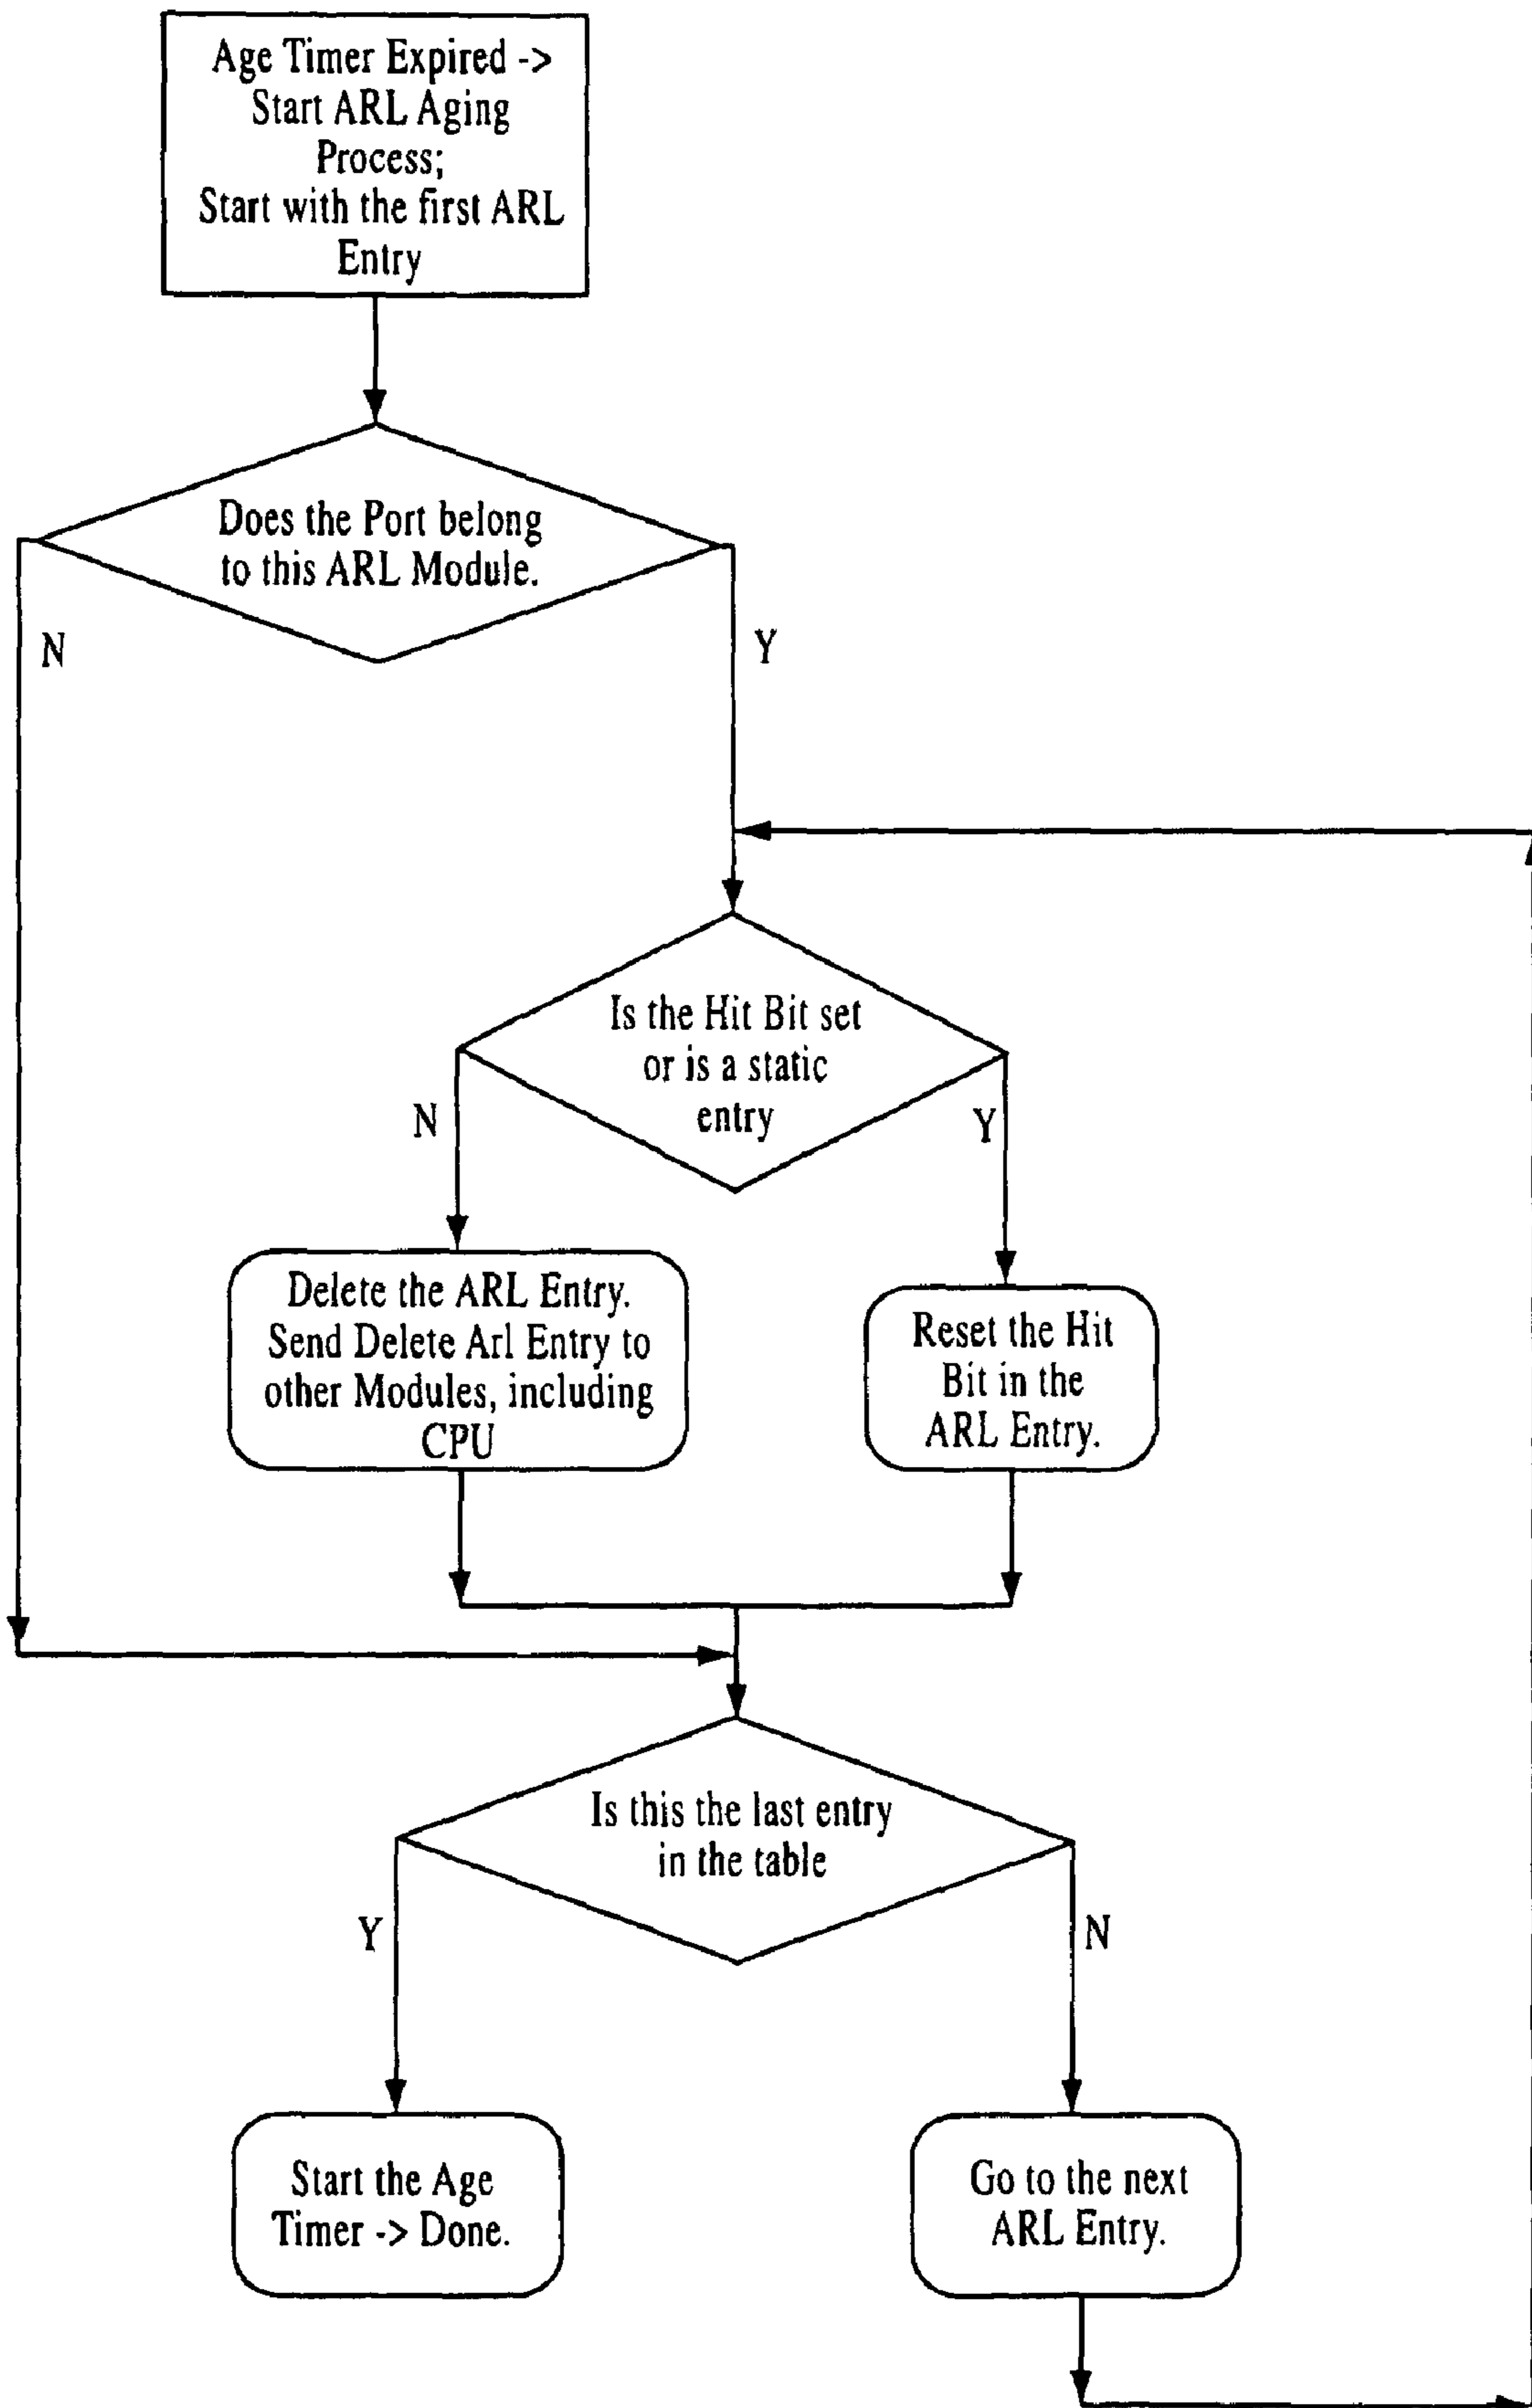 Age Timer Expired ->
Start ARL Aging
Process;
Start with the first ARL
Entry
Does the Port belong
to this ARL Module.
N
Y
Is the Hit Bit set
or is a static
entry
N
Y
Delete the ARL Entry.
Send Delete Arl Entry to
other Modules, including
CPU
Reset the Hit
Bit in the
ARL Entry.
Is this the last entry
in the table
Y
N
Start the Age
Timer -> Done.
Go to the next
ARL Entry.